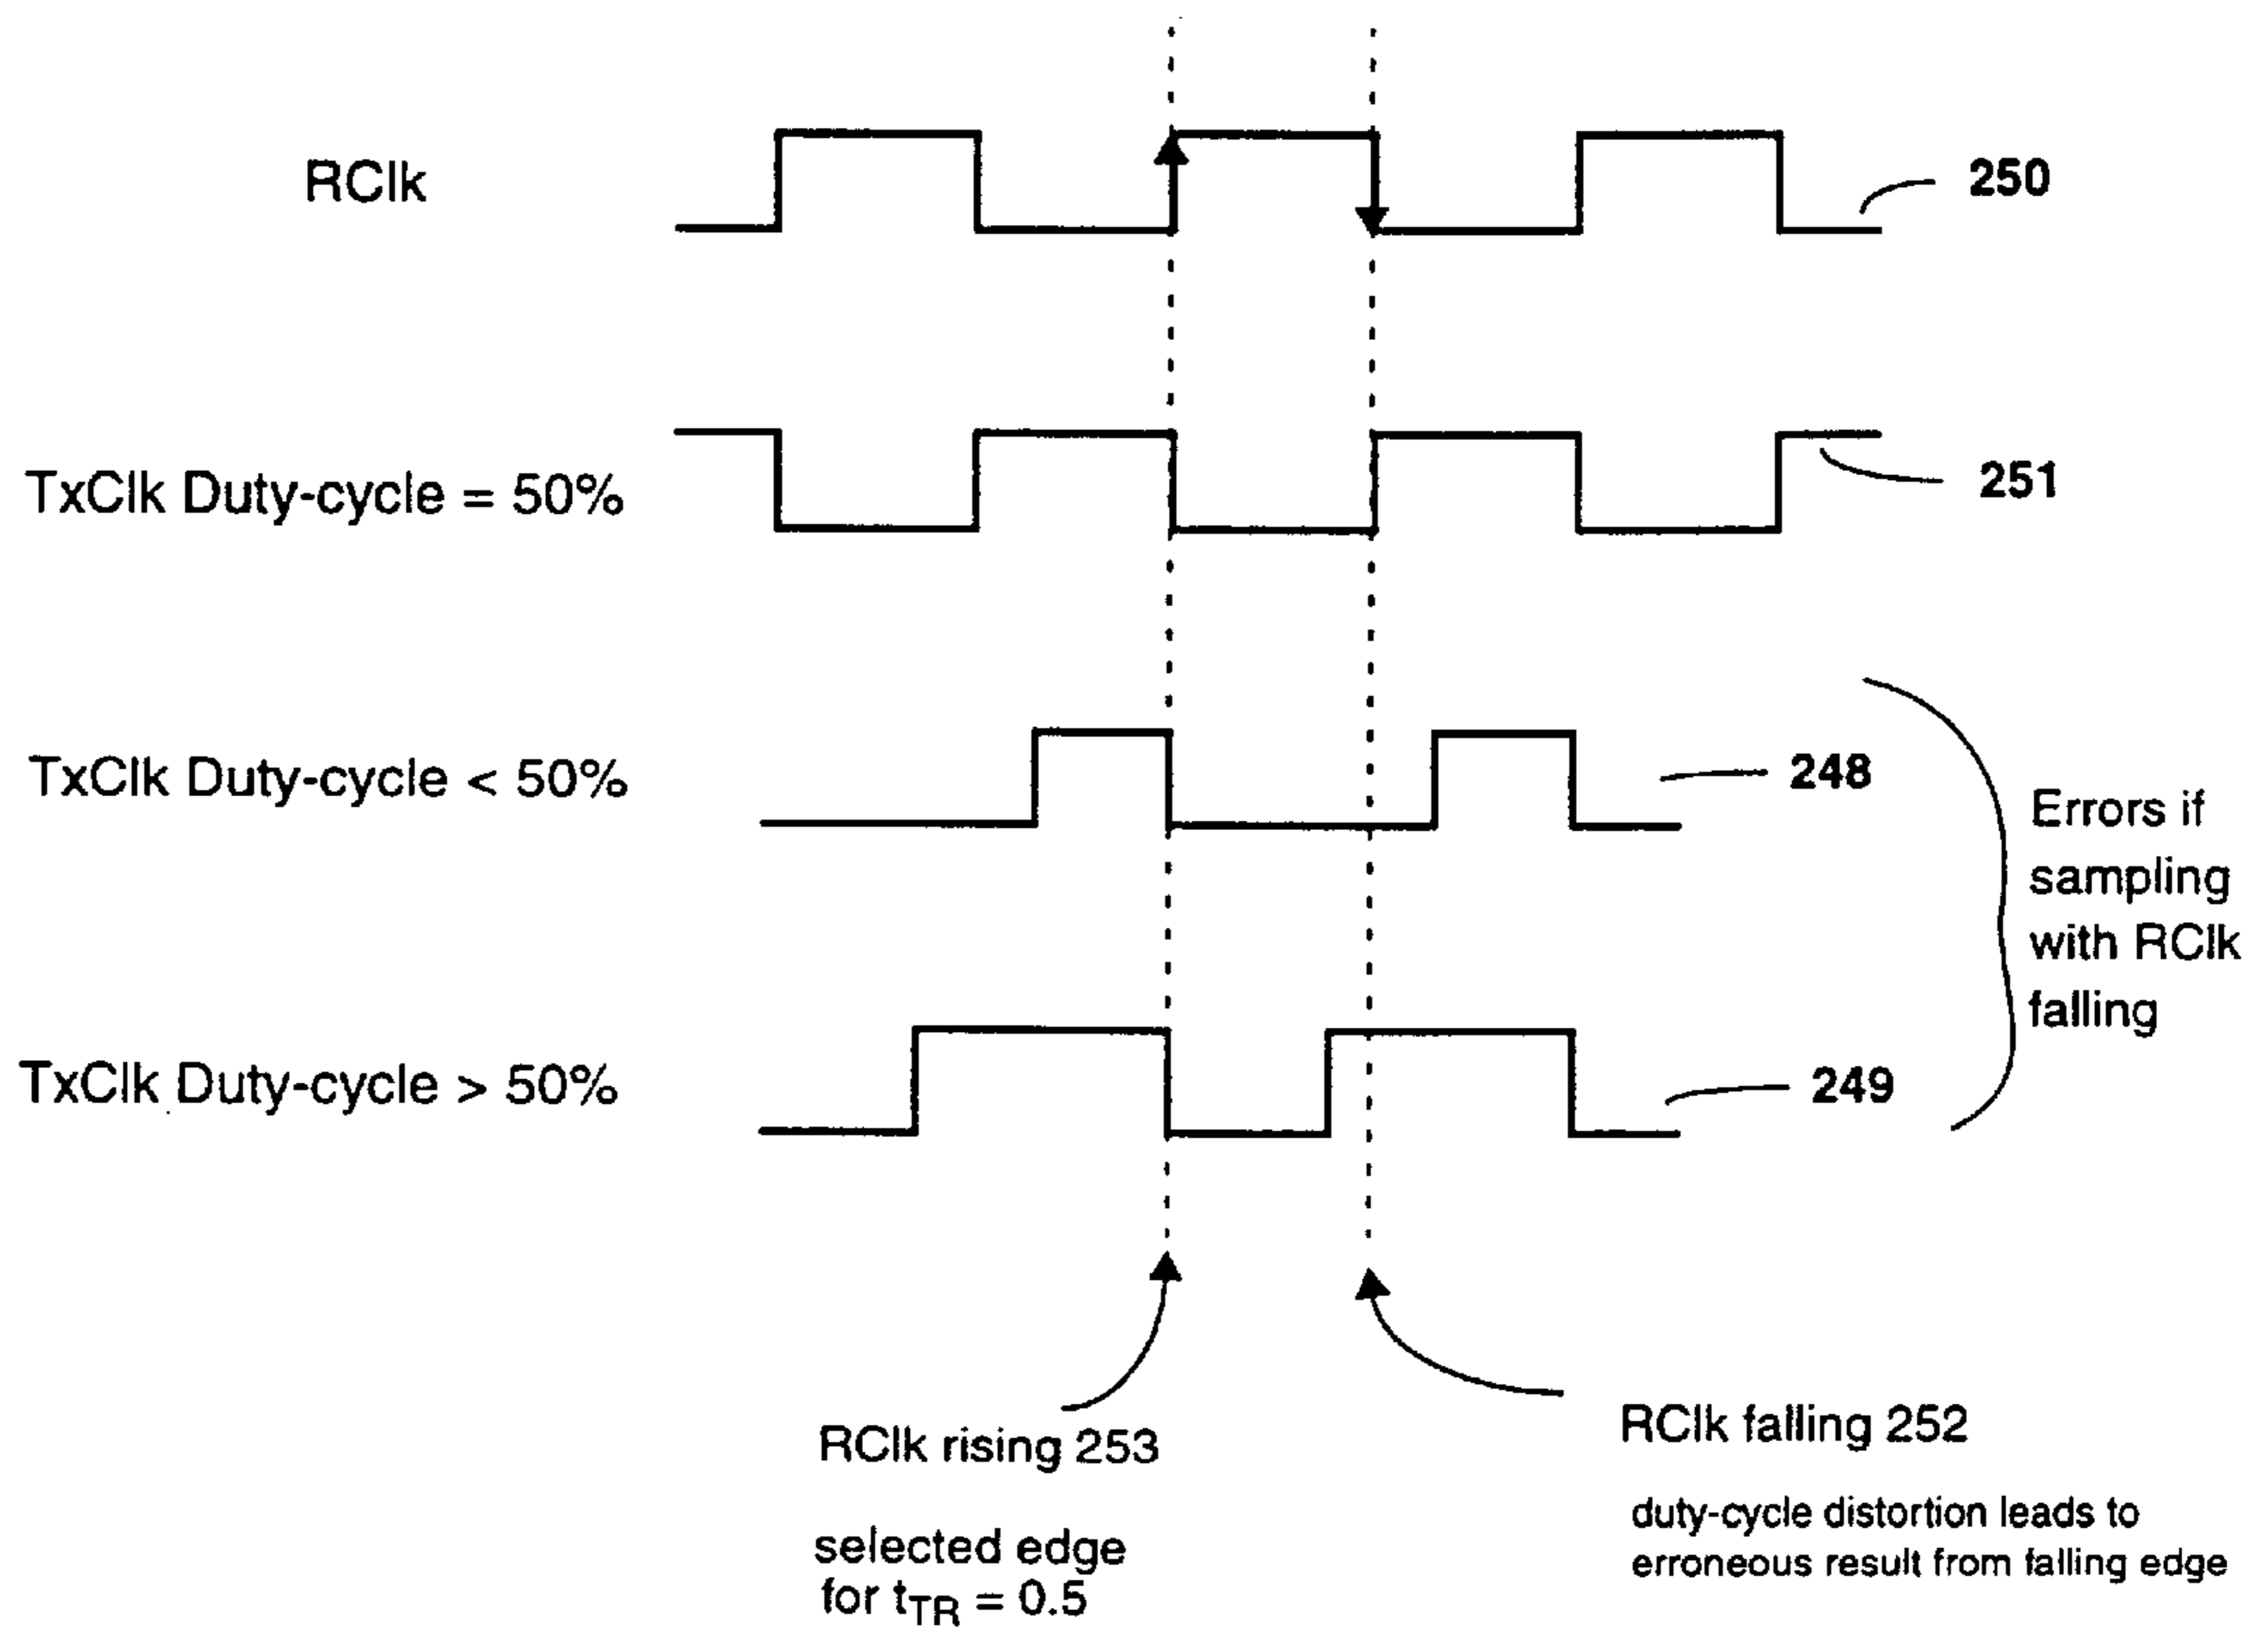 RClk
250
TxClk Duty-cycle = 50%
251
TxClk Duty-cycle < 50%
248
Errors if
sampling
with RClk
falling
TxClk Duty-cycle > 50%
249
RClk rising 253
selected edge
for tTR = 0.5
RClk falling 252
duty-cycle distortion leads to
erroneous result from falling edge